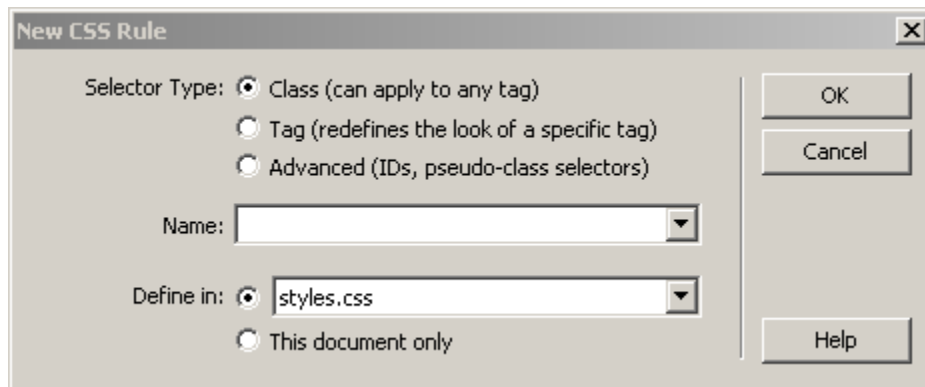 New CSS Rule
Selector Type: Class (can apply to any tag)
Tag (redefines the look of a specific tag)
Advanced (IDs, pseudo-class selectors)
Name:
Define in: styles.css
This document only
OK
Cancel
Help